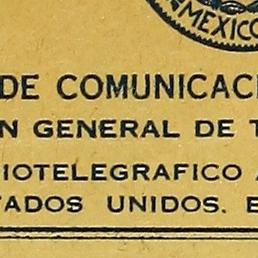 MEXICO
DE COMUNICAC
N GENERAL DE T
IOTELEGRAFICO A
TADOS UNIDOS. E